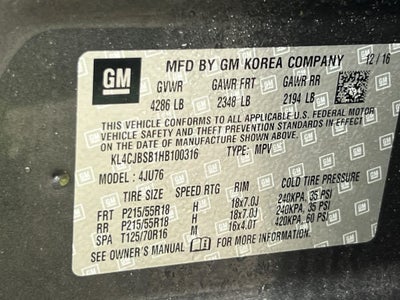 GM
MFD BY GM KOREA COMPANY 12/16
GVWR GAWR FRT GAWR RR
4286 LB 2348 LB 2194 LB
THIS VEHICLE CONFORMS TO ALL APPLICABLE U.S. FEDERAL MOTOR
VEHICLE SAFETY, BUMPER, AND THEFT PREVENTION STANDARDS IN
EFFECT ON THE DATE OF MANUFACTURE SHOWN ABOVE.
KL4CJBSB1HB100316 TYPE: MPV
MODEL : 4JU76
TIRE SIZE SPEED RTG RIM COLD TIRE PRESSURE
FRT P215/55R18 H 18x7.0J 240KPA, 35 PSI
RR P215/55R18 H 18x7.0J 240KPA, 35 PSI
SPA T125/70R16 M 16x4.0T 420KPA, 60 PSI
SEE OWNER'S MANUAL FOR MORE INFORMATION.